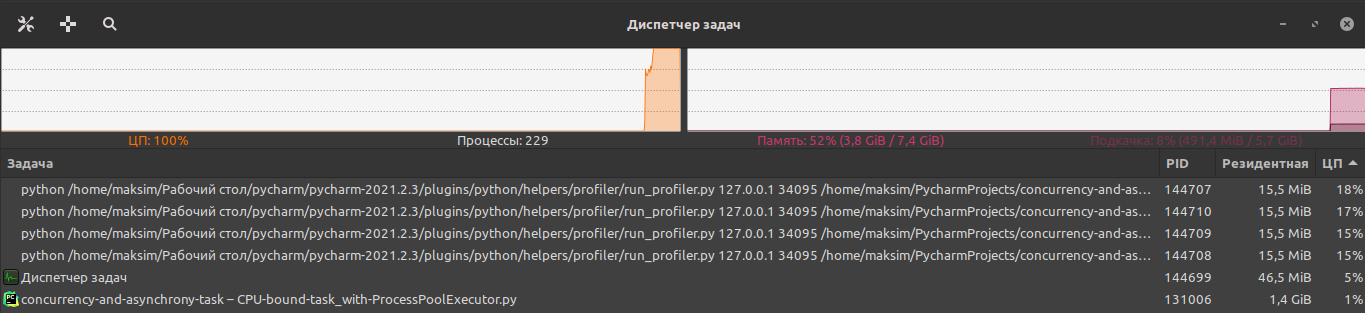 Диспетчер задач
ЦП: 100% Процессы: 229 Память: 52% (3,8 GiB / 7,4 GiB) Подкачка: 8% (491,4 MiB / 5,7 GiB)
Задача PID Резидентная ЦП
python /home/maksim/Рабочий стол/pycharm/pycharm-2021.2.3/plugins/python/helpers/profiler/run_profiler.py 127.0.0.1 34095 /home/maksim/PycharmProjects/concurrency-and-as... 144707 15,5 MiB 18%
python /home/maksim/Рабочий стол/pycharm/pycharm-2021.2.3/plugins/python/helpers/profiler/run_profiler.py 127.0.0.1 34095 /home/maksim/PycharmProjects/concurrency-and-as... 144710 15,5 MiB 17%
python /home/maksim/Рабочий стол/pycharm/pycharm-2021.2.3/plugins/python/helpers/profiler/run_profiler.py 127.0.0.1 34095 /home/maksim/PycharmProjects/concurrency-and-as... 144709 15,5 MiB 15%
python /home/maksim/Рабочий стол/pycharm/pycharm-2021.2.3/plugins/python/helpers/profiler/run_profiler.py 127.0.0.1 34095 /home/maksim/PycharmProjects/concurrency-and-as... 144708 15,5 MiB 15%
Диспетчер задач 144699 46,5 MiB 5%
PC concurrency-and-asynchrony-task – CPU-bound-task_with-ProcessPoolExecutor.py 131006 1,4 GiB 1%